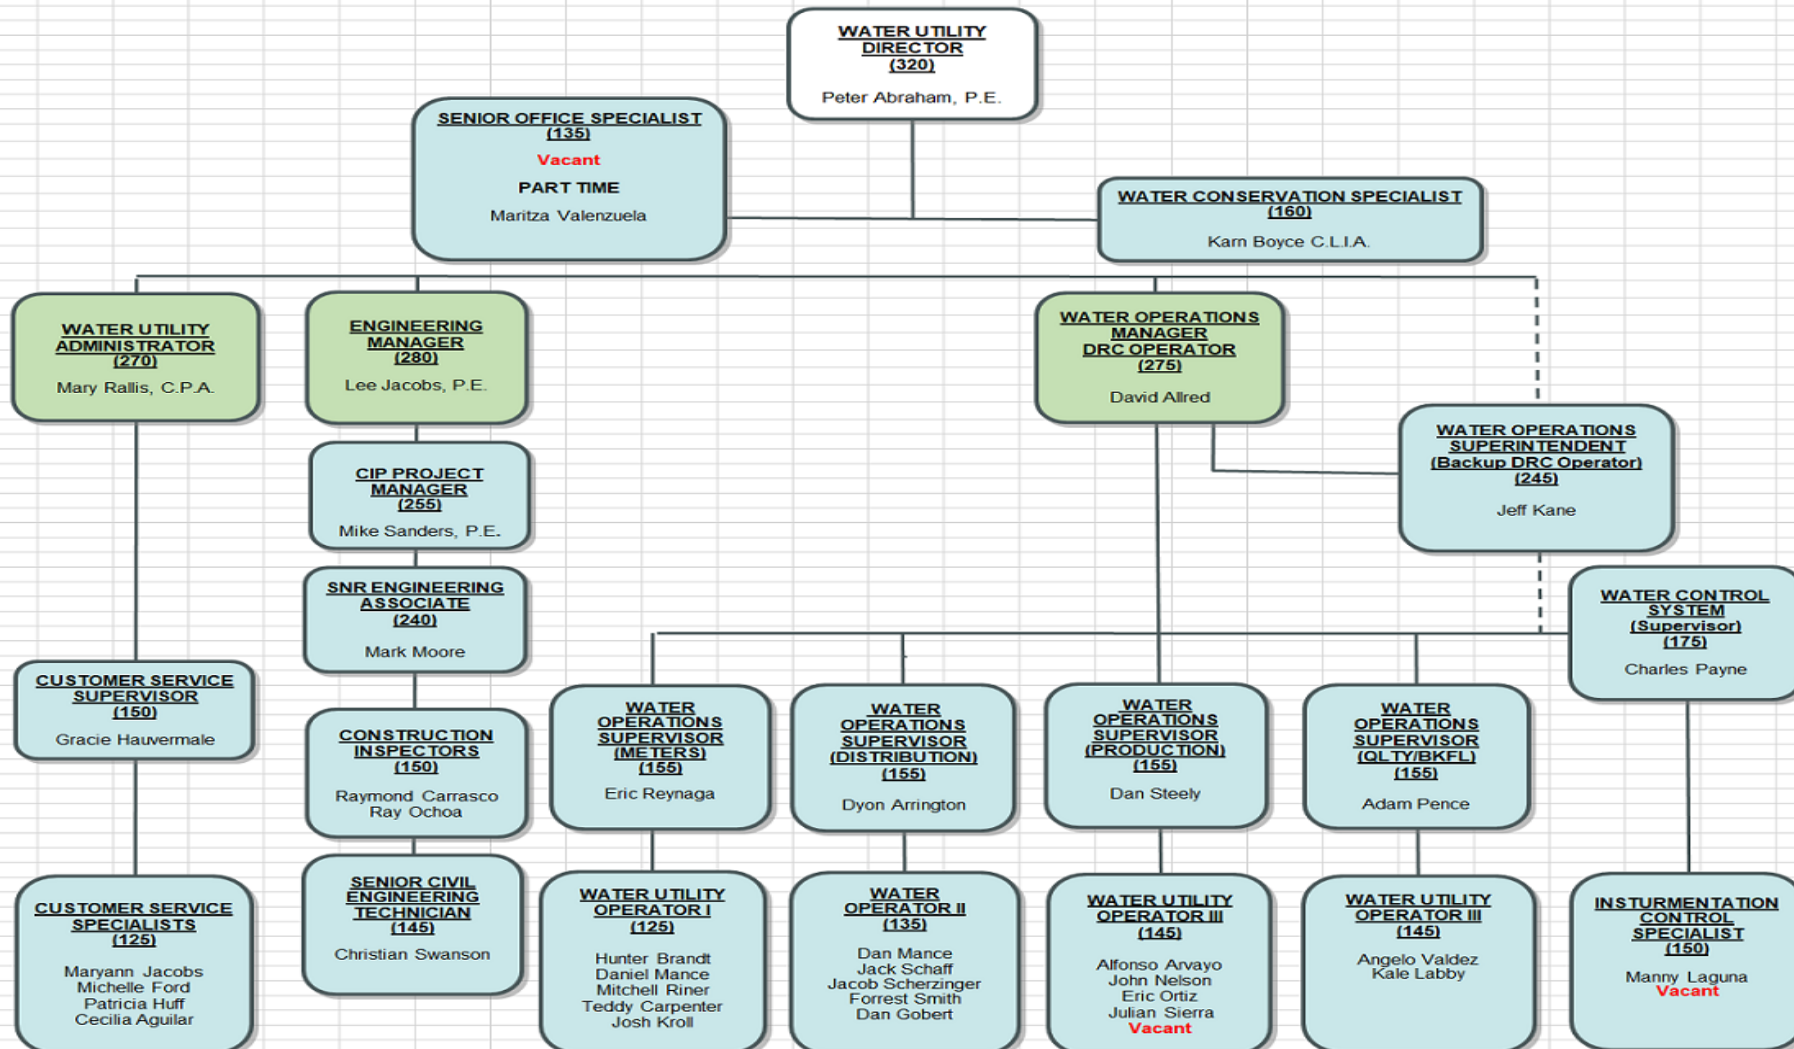 WATER UTILITY
DIRECTOR
(320)
Peter Abraham, P.E.
SENIOR OFFICE SPECIALIST
(135)
Vacant
PART TIME
Maritza Valenzuela
WATER CONSERVATION SPECIALIST
(160)
Karn Boyce C.L.I.A.
WATER UTILITY
ADMINISTRATOR
(270)
Mary Rallis, C.P.A.
ENGINEERING
MANAGER
(280)
Lee Jacobs, P.E.
WATER OPERATIONS
MANAGER
DRC OPERATOR
(275)
David Allred
WATER OPERATIONS
SUPERINTENDENT
(Backup DRC Operator)
(245)
Jeff Kane
CIP PROJECT
MANAGER
(255)
Mike Sanders, P.E.
SNR ENGINEERING
ASSOCIATE
(240)
Mark Moore
WATER CONTROL
SYSTEM
(Supervisor)
(175)
Charles Payne
CUSTOMER SERVICE
SUPERVISOR
(150)
Gracie Hauvermale
CONSTRUCTION
INSPECTORS
(150)
Raymond Carrasco
Ray Ochoa
WATER
OPERATIONS
SUPERVISOR
(METERS)
(155)
Eric Reynaga
WATER
OPERATIONS
SUPERVISOR
(DISTRIBUTION)
(155)
Dyon Arrington
WATER
OPERATIONS
SUPERVISOR
(PRODUCTION)
(155)
Dan Steely
WATER
OPERATIONS
SUPERVISOR
(QLTY/BKFL)
(155)
Adam Pence
CUSTOMER SERVICE
SPECIALISTS
(125)
Maryann Jacobs
Michelle Ford
Patricia Huff
Cecilia Aguilar
SENIOR CIVIL
ENGINEERING
TECHNICIAN
(145)
Christian Swanson
WATER UTILITY
OPERATOR I
(125)
Hunter Brandt
Daniel Mance
Mitchell Riner
Teddy Carpenter
Josh Kroll
WATER
OPERATOR II
(135)
Dan Mance
Jack Schaff
Jacob Scherzinger
Forrest Smith
Dan Gobert
WATER UTILITY
OPERATOR III
(145)
Alfonso Arvayo
John Nelson
Eric Ortiz
Julian Sierra
Vacant
WATER UTILITY
OPERATOR III
(145)
Angelo Valdez
Kale Labby
INSTURMENTATION
CONTROL
SPECIALIST
(150)
Manny Laguna
Vacant